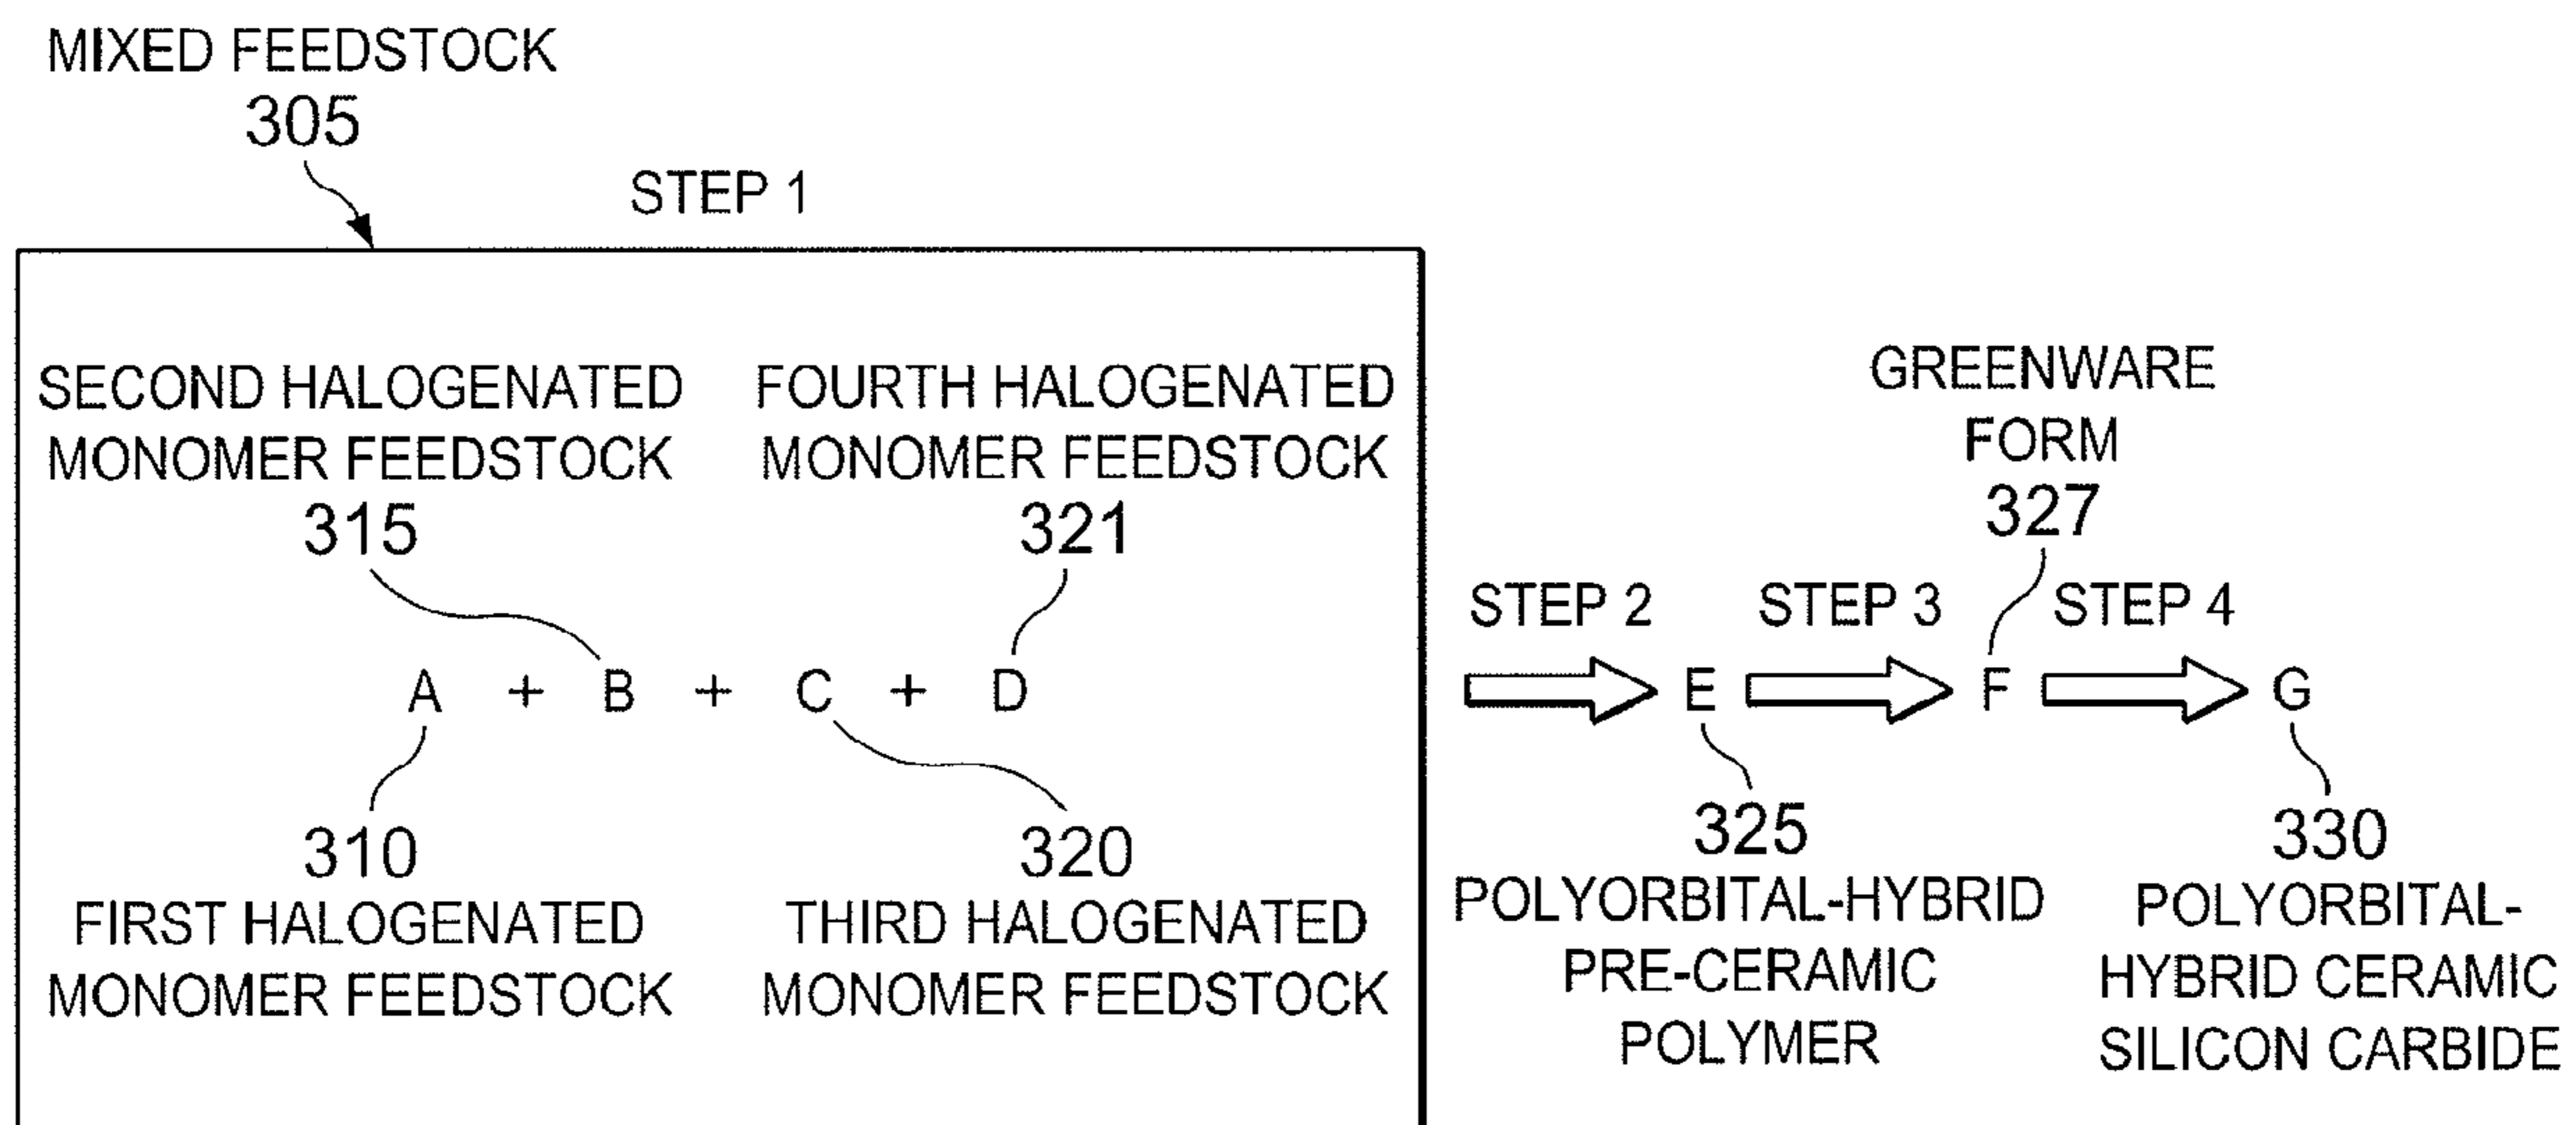 MIXED FEEDSTOCK
305
STEP 1
SECOND HALOGENATED
MONOMER FEEDSTOCK
315
FOURTH HALOGENATED
MONOMER FEEDSTOCK
321
A + B + C + D
310
FIRST HALOGENATED
MONOMER FEEDSTOCK
320
THIRD HALOGENATED
MONOMER FEEDSTOCK
STEP 2
E
325
POLYORBITAL-HYBRID
PRE-CERAMIC
POLYMER
STEP 3
GREENWARE
FORM
327
F
STEP 4
G
330
POLYORBITAL-
HYBRID CERAMIC
SILICON CARBIDE